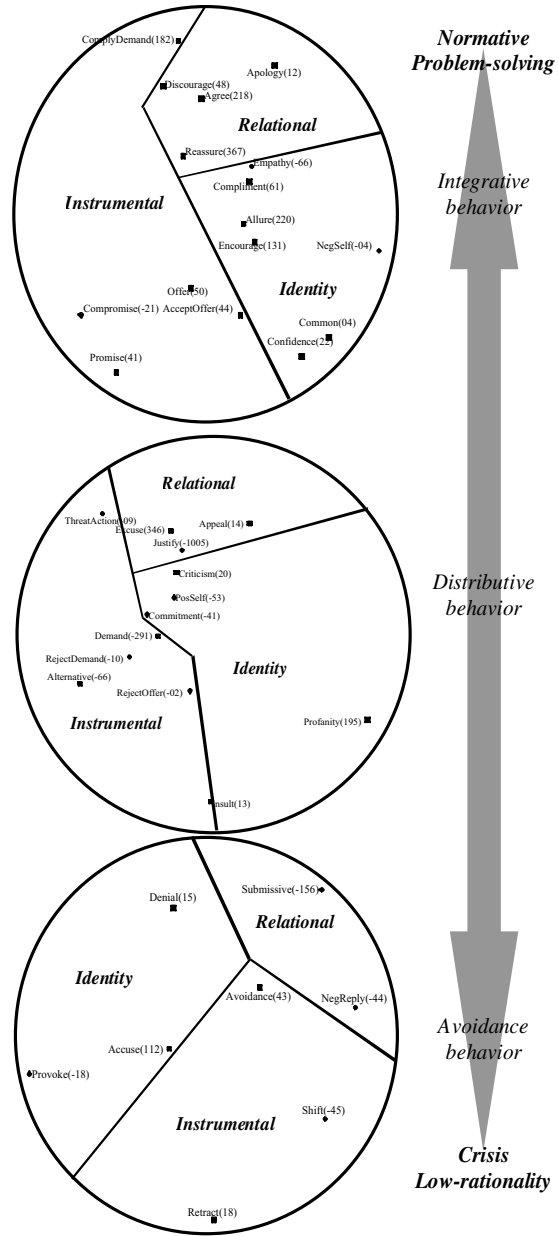 ComplyDemand(182)
Normative
Problem-solving
Apology(12)
Discourage(48)
Agree(218)
Relational
Reassure(367)
Empathy(-66)
Compliment(61)
Integrative
behavior
Instrumental
Allure(220)
Encourage(131)
NegSelf(-04)
Offer(50)
Identity
Compromise(-21)
AcceptOffer(44)
Common(04)
Confidence(22)
Promise(41)
Relational
ThreatAction(-09)
Excuse(346)
Appeal(14)
Justify(-1005)
Criticism(20)
Distributive
behavior
PosSelf(-53)
Commitment(-41)
Demand(-291)
RejectDemand(-10)
Identity
Alternative(-66)
RejectOffer(-02)
Instrumental
Profanity(195)
Insult(13)
Submissive(-156)
Denial(15)
Relational
Identity
Avoidance(43)
NegReply(-44)
Avoidance
behavior
Accuse(112)
Provoke(-18)
Shift(-45)
Instrumental
Crisis
Low-rationality
Retract(18)